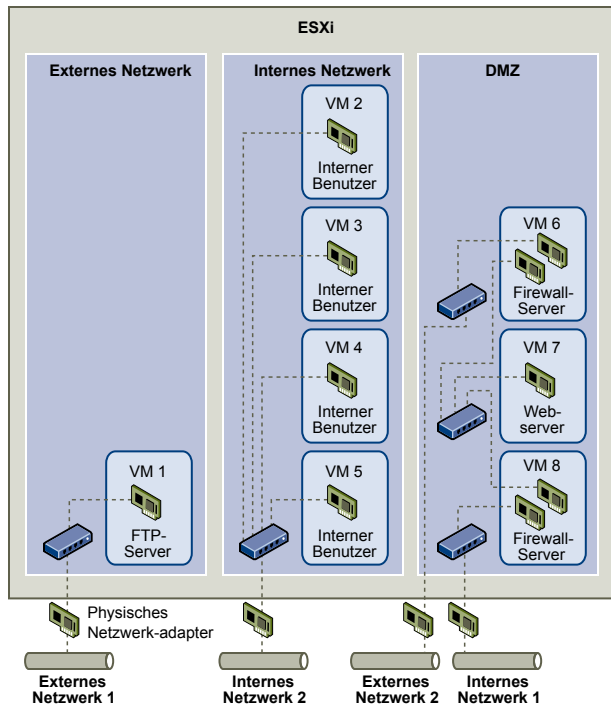 ESXi
Externes Netzwerk
Internes Netzwerk
DMZ
VM 2
Interner
Benutzer
VM 3
Interner
Benutzer
VM 4
Interner
Benutzer
VM 5
Interner
Benutzer
VM 1
FTP-
Server
VM 6
Firewall-
Server
VM 7
Web-
server
VM 8
Firewall-
Server
Physisches
Netzwerk-adapter
Externes
Netzwerk 1
Internes
Netzwerk 2
Externes
Netzwerk 2
Internes
Netzwerk 1